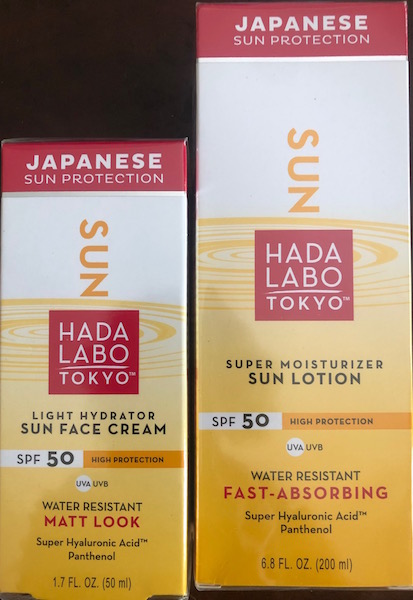 JAPANESE
SUN PROTECTION
SUN
HADA
LABO
TOKYO™
LIGHT HYDRATOR
SUN FACE CREAM
SPF 50 HIGH PROTECTION
UVA UVB
WATER RESISTANT
MATT LOOK
Super Hyaluronic Acid™
Panthenol
1.7 FL. OZ. (50 ml)
JAPANESE
SUN PROTECTION
SUN
HADA
LABO
TOKYO™
SUPER MOISTURIZER
SUN LOTION
SPF 50 HIGH PROTECTION
UVA UVB
WATER RESISTANT
FAST-ABSORBING
Super Hyaluronic Acid™
Panthenol
6.8 FL. OZ. (200 ml)